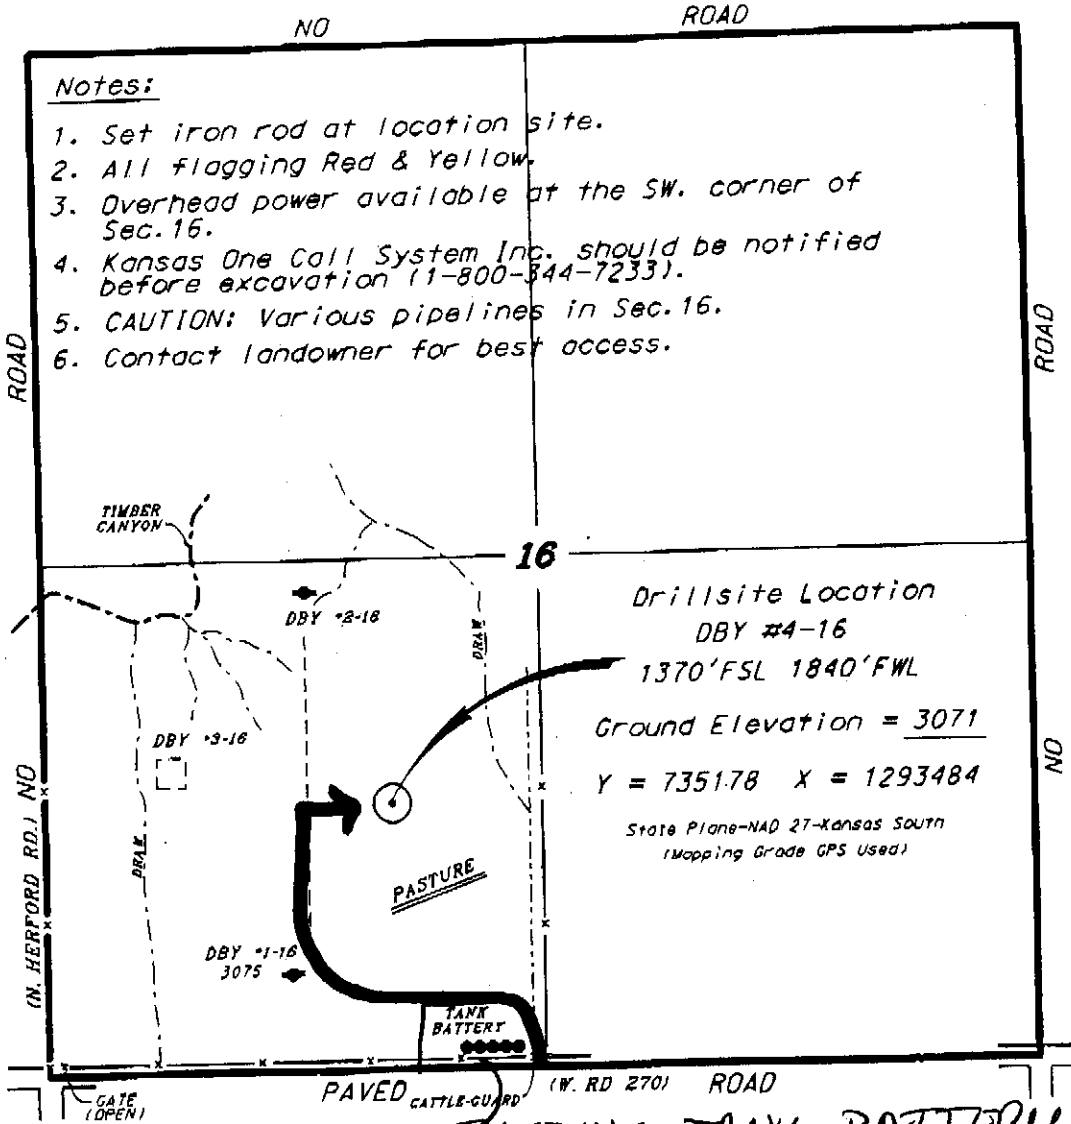 NO ROAD
Notes:
1. Set iron rod at location site.
2. All flagging Red & Yellow.
3. Overhead power available at the SW. corner of
Sec.16.
4. Kansas One Call System Inc. should be notified
before excavation (1-800-344-7233).
5. CAUTION: Various pipelines in Sec.16.
6. Contact landowner for best access.
ROAD
ROAD
TIMBER
CANYON
16
DBY #2-16
DRAW
Drillsite Location
DBY #4-16
1370'FSL 1840'FWL
Ground Elevation = 3071
Y = 735178 X = 1293484
State Plane-NAD 27-Kansas South
(Mapping Grade GPS Used)
DBY #3-16
NO
NO
DRAW
(N. HERFORD RD.)
PASTURE
DBY #1-16
3075
TANK
BATTERY
GATE
(OPEN)
PAVED (W. RD 270) ROAD
CATTLE-GUARD
TANK BATTERY